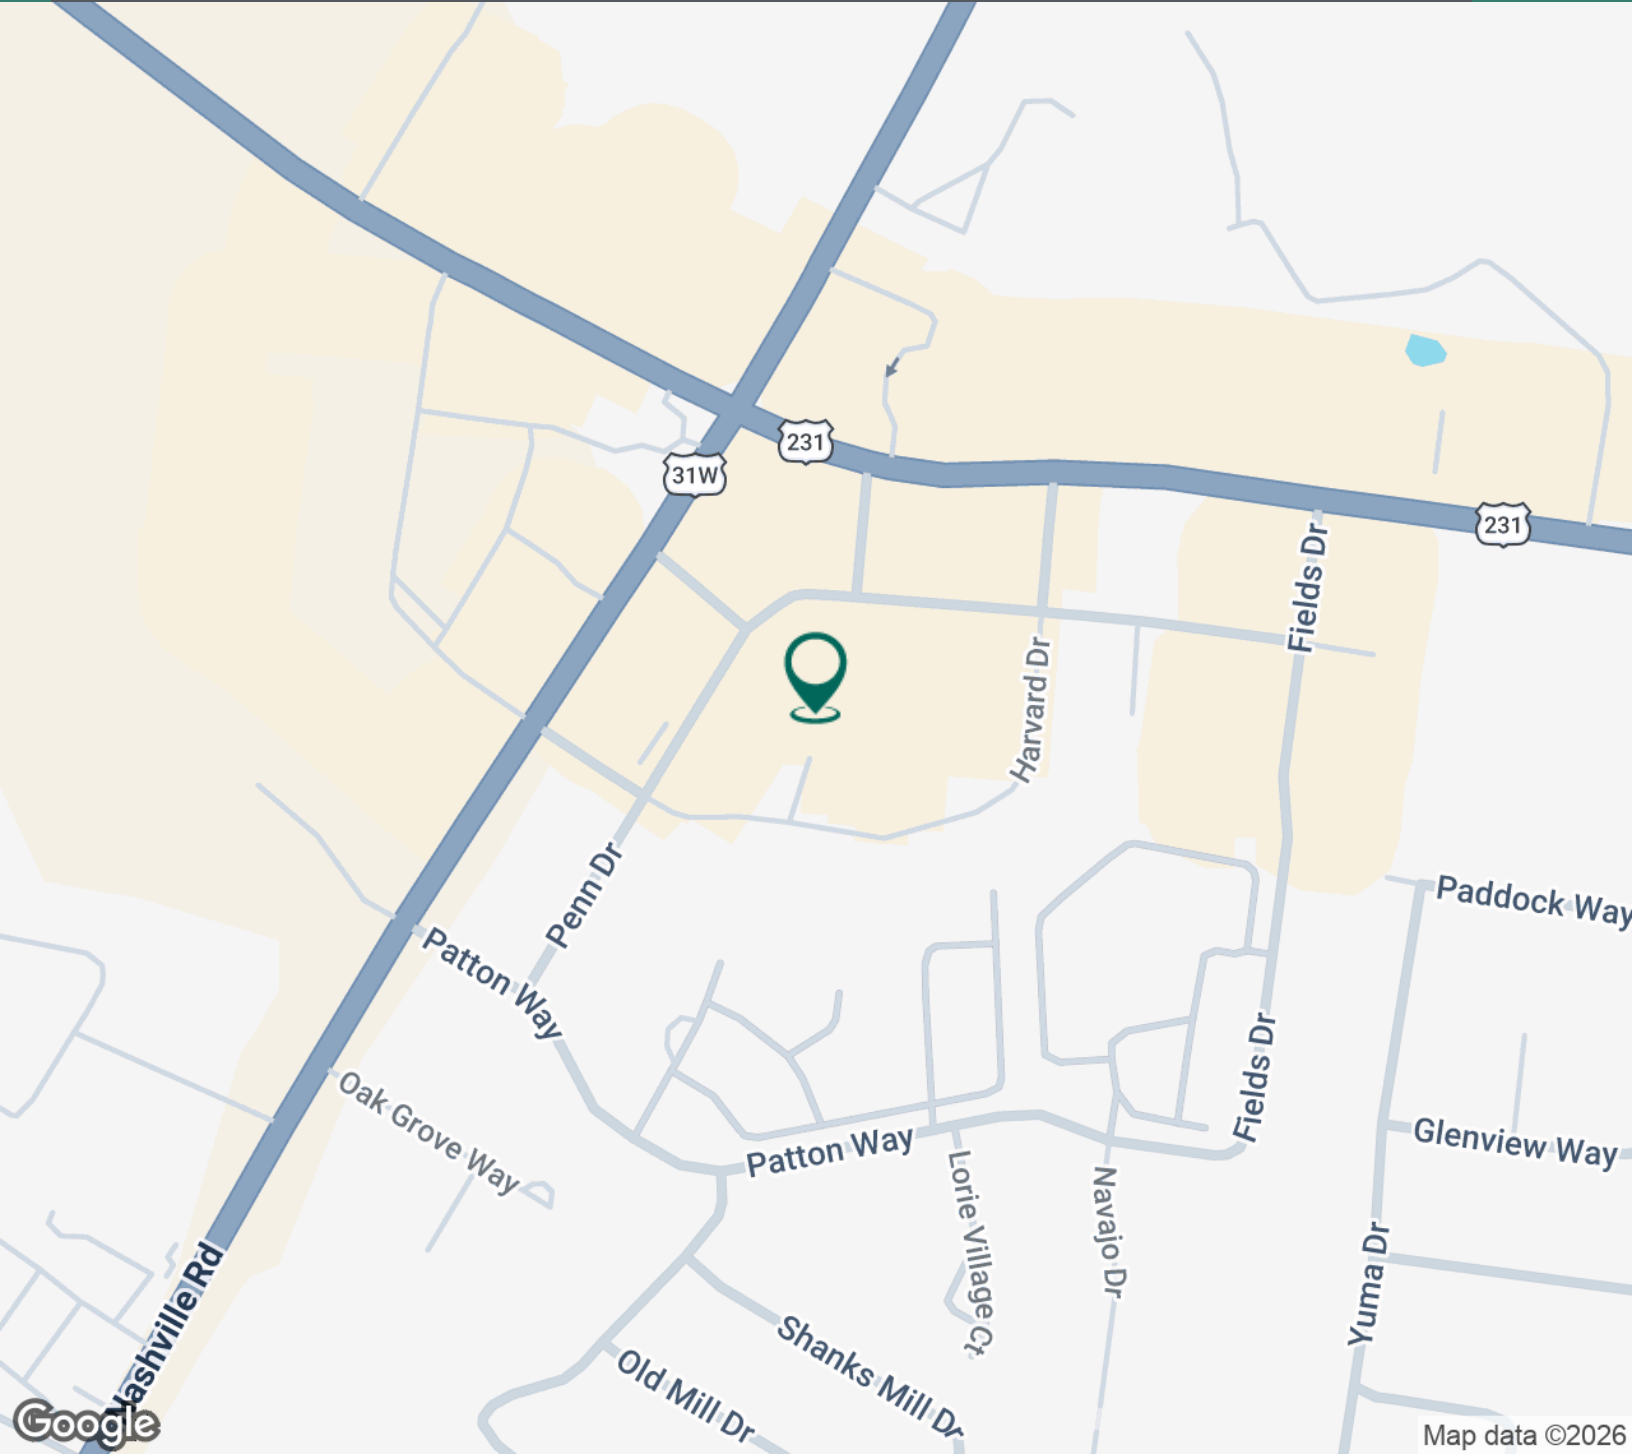 231
31W
231
Fields Dr
Harvard Dr
Penn Dr
Paddock Way
Patton Way
Fields Dr
Oak Grove Way
Patton Way
Glenview Way
Lorie Village Ct
Navajo Dr
Yuma Dr
Nashville Rd
Shanks Mill Dr
Old Mill Dr
Google
Map data ©2026